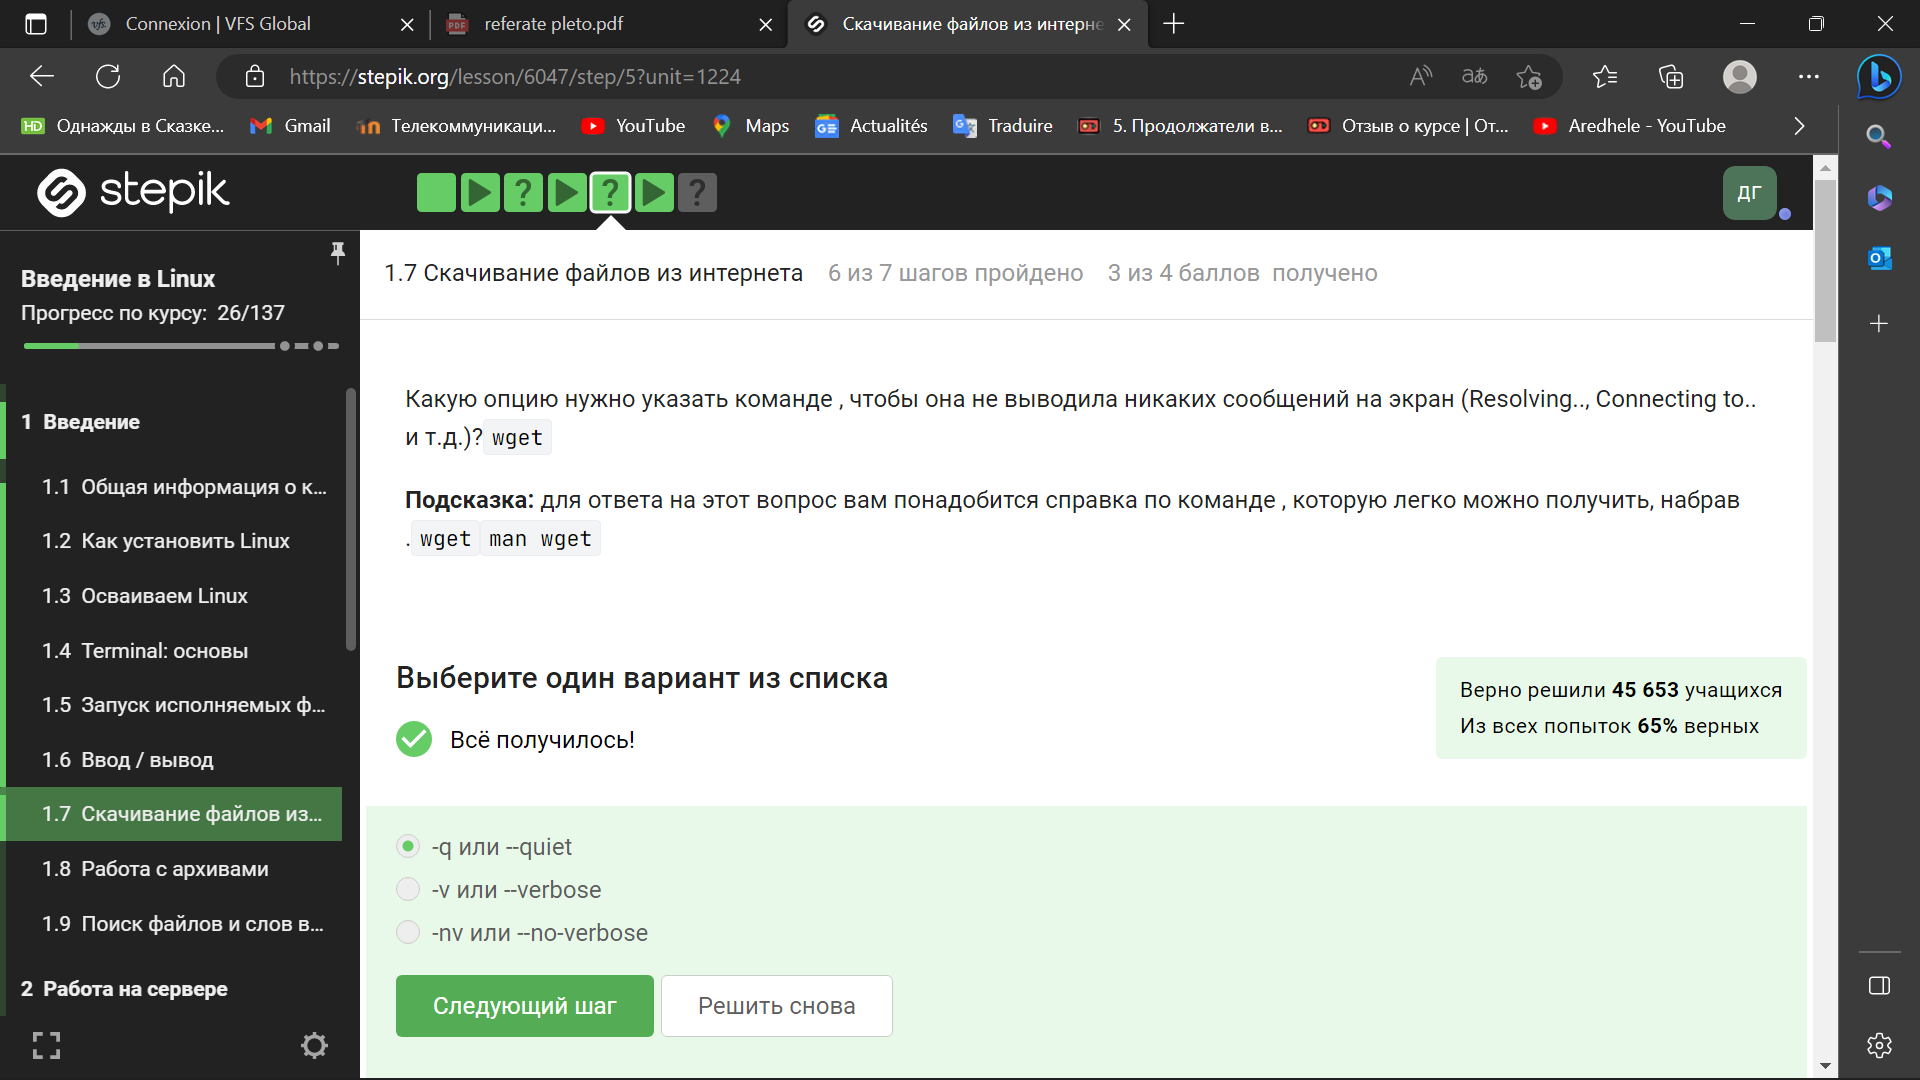 Connexion | VFS Global
referate pleto.pdf
Скачивание файлов из интерне
https://stepik.org/lesson/6047/step/5?unit=1224
Однажды в Сказке...
Gmail
Телекоммуникаци...
YouTube
Maps
Actualités
Traduire
5. Продолжатели в...
Отзыв о курсе | От...
Aredhele - YouTube
stepik
ДГ
Введение в Linux
Прогресс по курсу: 26/137
1 Введение
1.1 Общая информация о к...
1.2 Как установить Linux
1.3 Осваиваем Linux
1.4 Terminal: основы
1.5 Запуск исполняемых ф...
1.6 Ввод / вывод
1.7 Скачивание файлов из...
1.8 Работа с архивами
1.9 Поиск файлов и слов в...
2 Работа на сервере
1.7 Скачивание файлов из интернета 6 из 7 шагов пройдено 3 из 4 баллов получено
Какую опцию нужно указать команде , чтобы она не выводила никаких сообщений на экран (Resolving.., Connecting to..
и т.д.)? wget
Подсказка: для ответа на этот вопрос вам понадобится справка по команде , которую легко можно получить, набрав
. wget man wget
Выберите один вариант из списка
Всё получилось!
Верно решили 45 653 учащихся
Из всех попыток 65% верных
-q или --quiet
-v или --verbose
-nv или --no-verbose
Следующий шаг
Решить снова